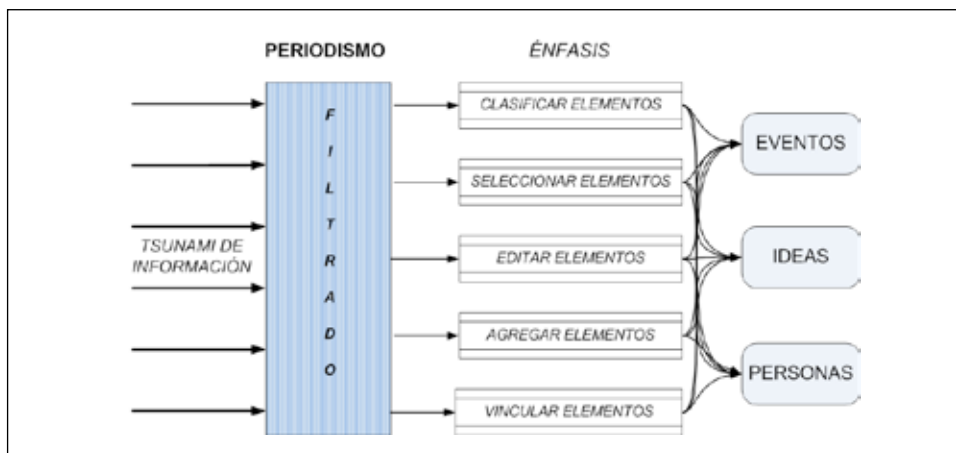 PERIODISMO
ÉNFASIS
TSUNAMI DE
INFORMACIÓN
F
I
L
T
R
A
D
O
CLASIFICAR ELEMENTOS
SELECCIONAR ELEMENTOS
EDITAR ELEMENTOS
AGREGAR ELEMENTOS
VINCULAR ELEMENTOS
EVENTOS
IDEAS
PERSONAS